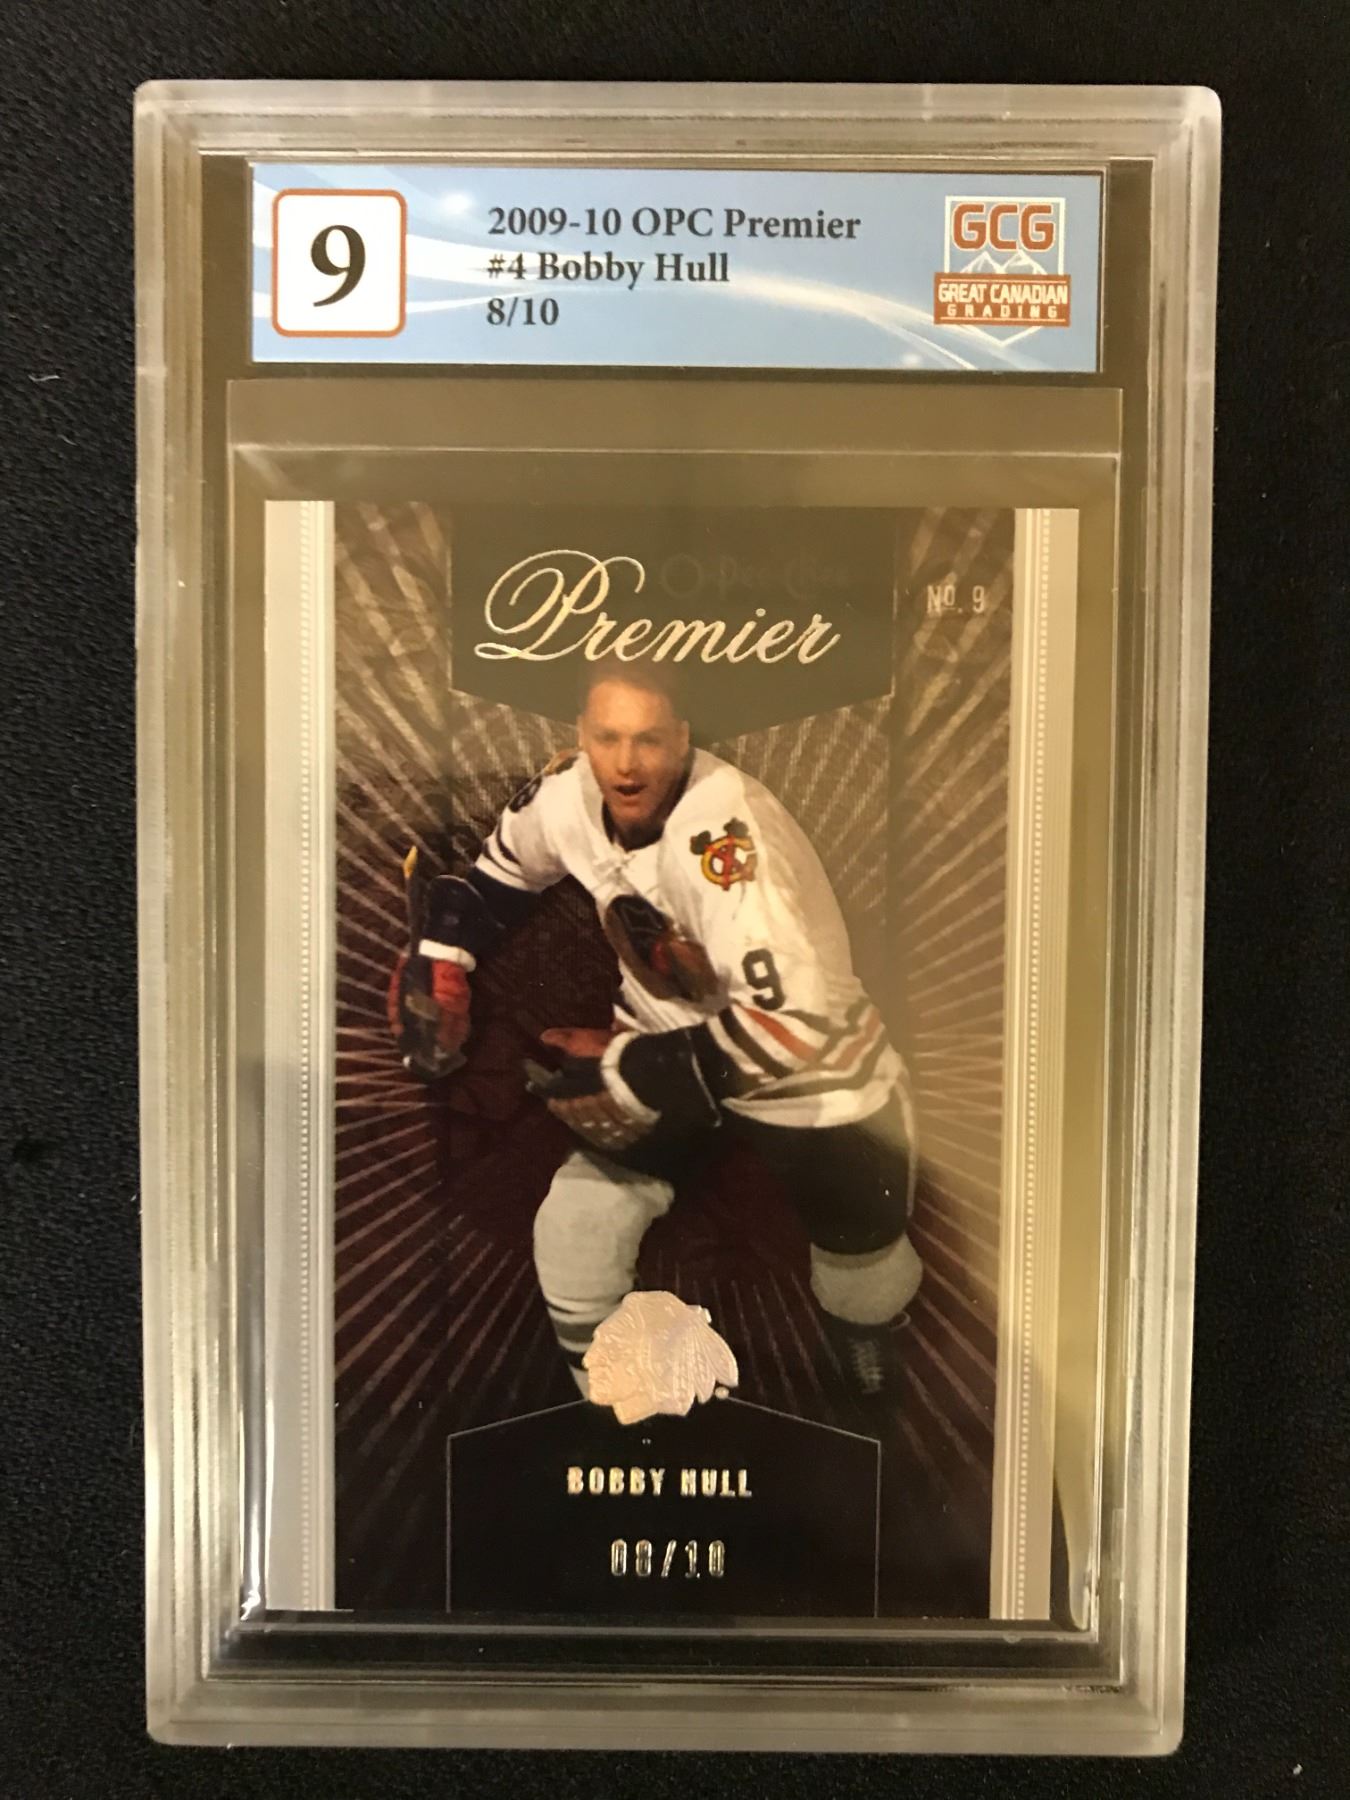 9
2009-10 OPC Premier
#4 Bobby Hull
8/10
GCG
GREAT CANADIAN
GRADING
O-Pee-Chee
Premier
No. 9
9
BOBBY HULL
08/10